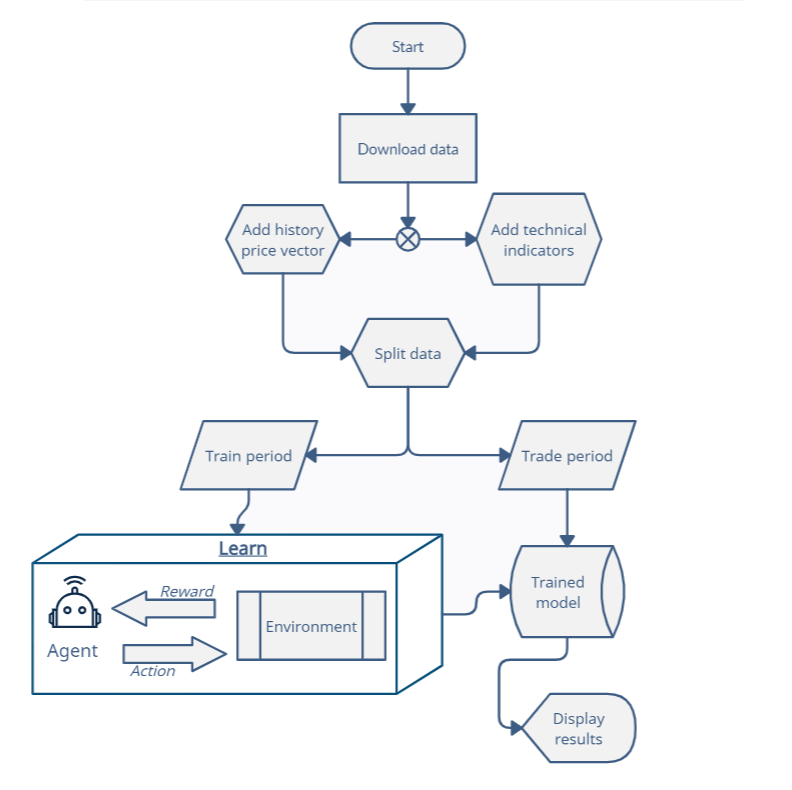 Start
Download data
Add history
price vector
Add technical
indicators
Split data
Train period
Trade period
Learn
Reward
Agent
Action
Environment
Trained
model
Display
results